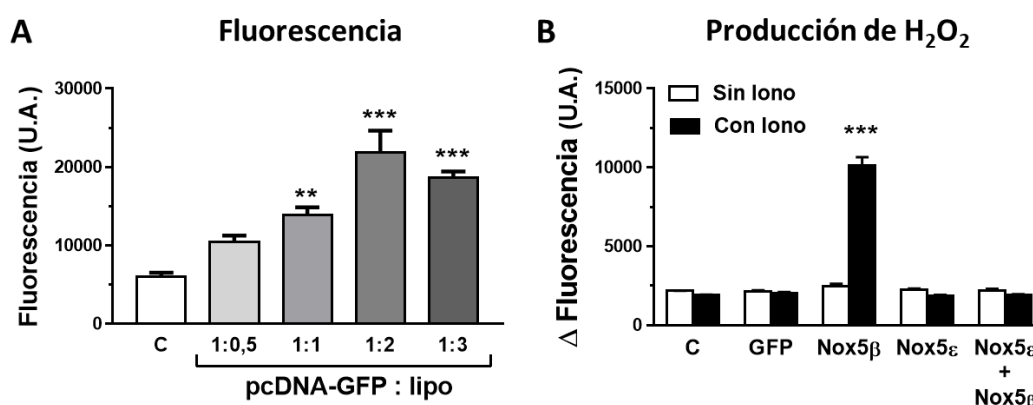 A
Fluorescencia
Fluorescencia (U.A.)
30000
20000
10000
0
**
***
***
C
1:0,5
1:1
1:2
1:3
pcDNA-GFP : lipo
B
Producción de H₂O₂
Δ Fluorescencia (U.A.)
15000
10000
5000
0
Sin Iono
Con Iono
***
C
GFP
Nox5β
Nox5ε
Nox5ε
+
Nox5β